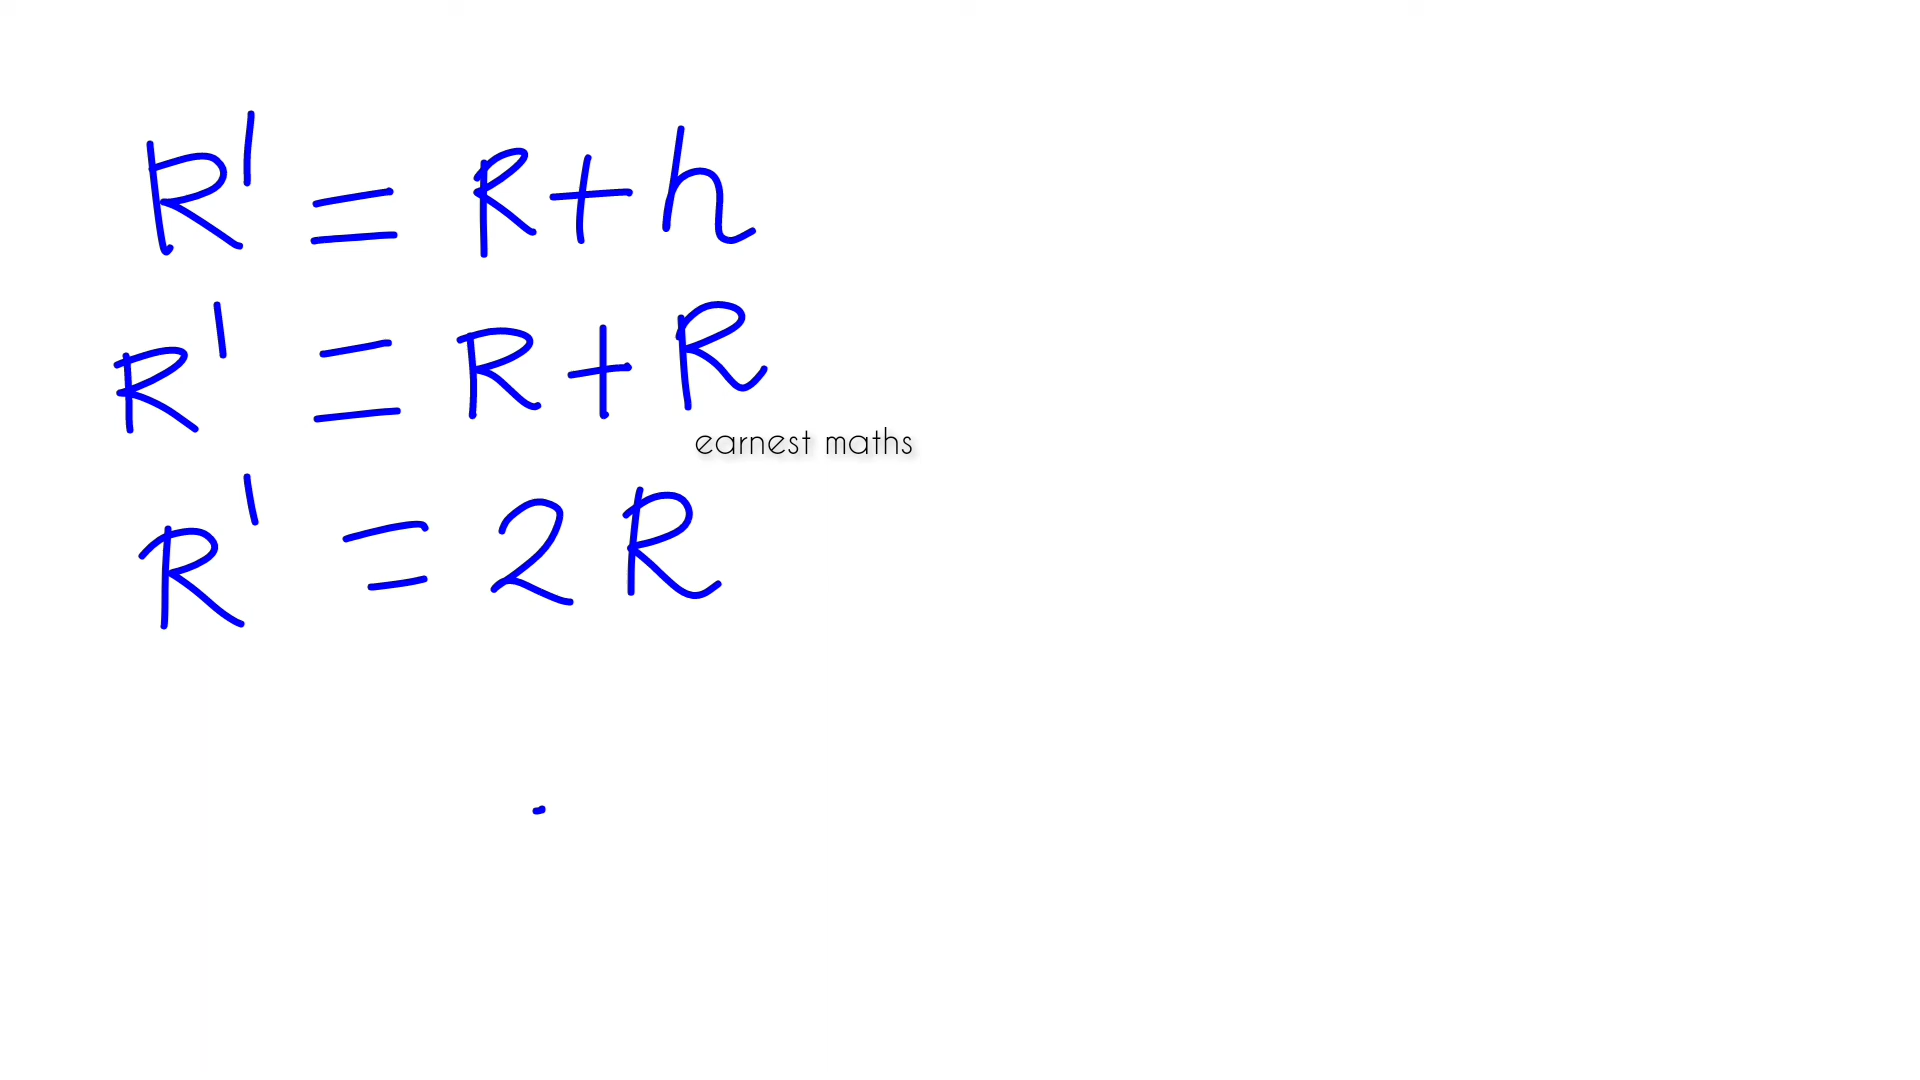 R' = R + h
R' = R + R
earnest maths
R' = 2R